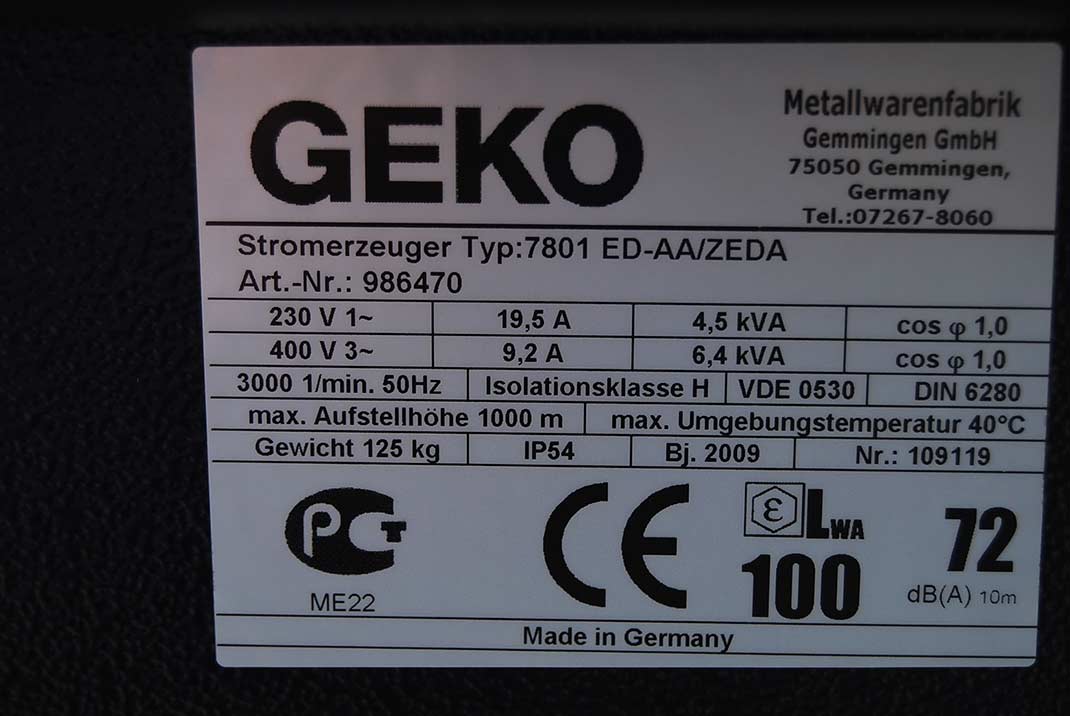 GEKO
Metallwarenfabrik
Gemmingen GmbH
75050 Gemmingen,
Germany
Tel.:07267-8060
Stromerzeuger Typ:7801 ED-AA/ZEDA
Art.-Nr.: 986470
230 V 1~ 19,5 A 4,5 kVA cos φ 1,0
400 V 3~ 9,2 A 6,4 kVA cos φ 1,0
3000 1/min. 50Hz Isolationsklasse H VDE 0530 DIN 6280
max. Aufstellhöhe 1000 m max. Umgebungstemperatur 40°C
Gewicht 125 kg IP54 Bj. 2009 Nr.: 109119
PCT CE ε LWA 72
100
ME22 dB(A) 10m
Made in Germany